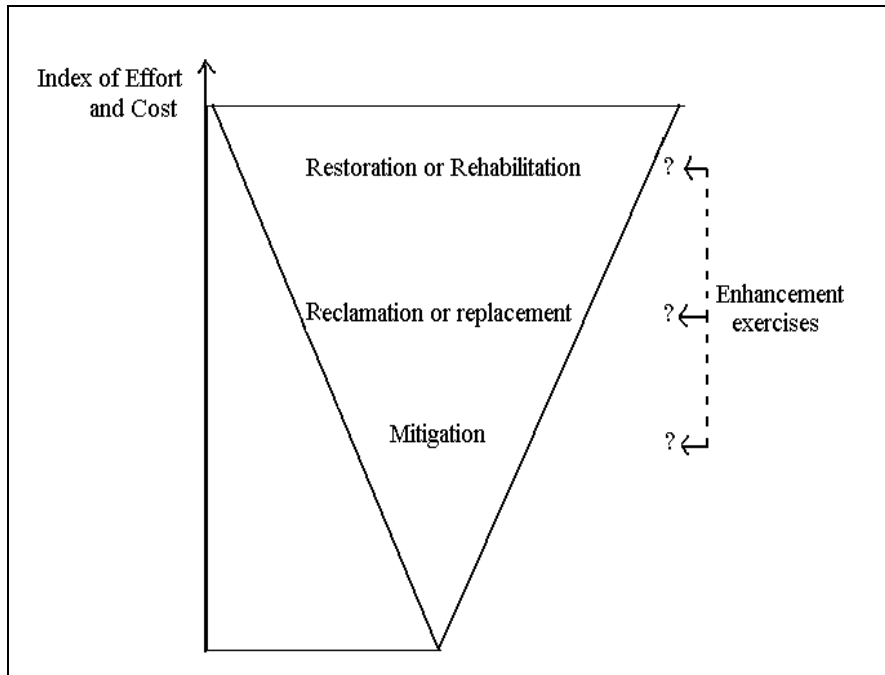 Index of Effort
and Cost
Restoration or Rehabilitation
?
Reclamation or replacement
?
Enhancement
exercises
Mitigation
?